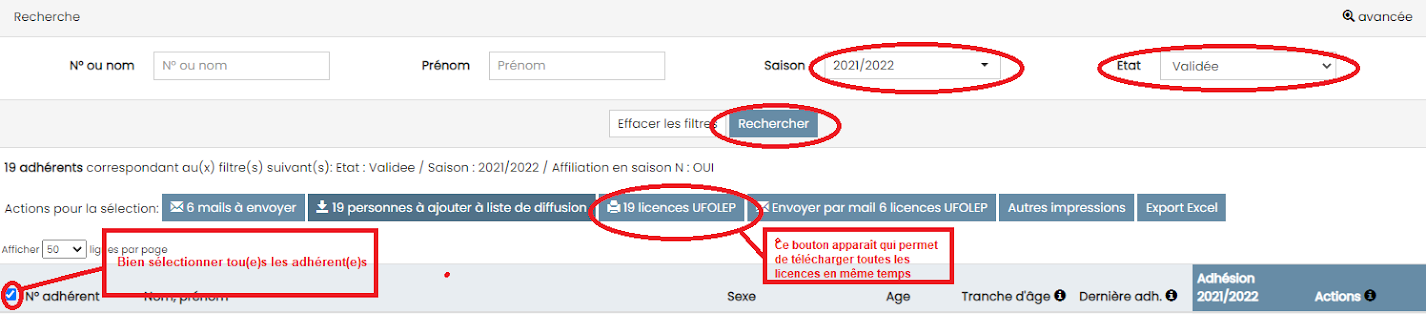 Recherche
avancée
N° ou nom
N° ou nom
Prénom
Prénom
Saison
2021/2022
Etat
Validée
Effacer les filtres
Rechercher
19 adhérents correspondant au(x) filtre(s) suivant(s): Etat : Validee / Saison : 2021/2022 / Affiliation en saison N : OUI
Actions pour la sélection:
6 mails à envoyer
19 personnes à ajouter à liste de diffusion
19 licences UFOLEP
Envoyer par mail 6 licences UFOLEP
Autres impressions
Export Excel
Afficher 50 lignes par page
Bien sélectionner tou(e)s les adhérent(e)s
Ce bouton apparaît qui permet
de télécharger toutes les
licences en même temps
N° adhérent
Nom, prénom
Sexe
Age
Tranche d'âge
Dernière adh.
Adhésion
2021/2022
Actions